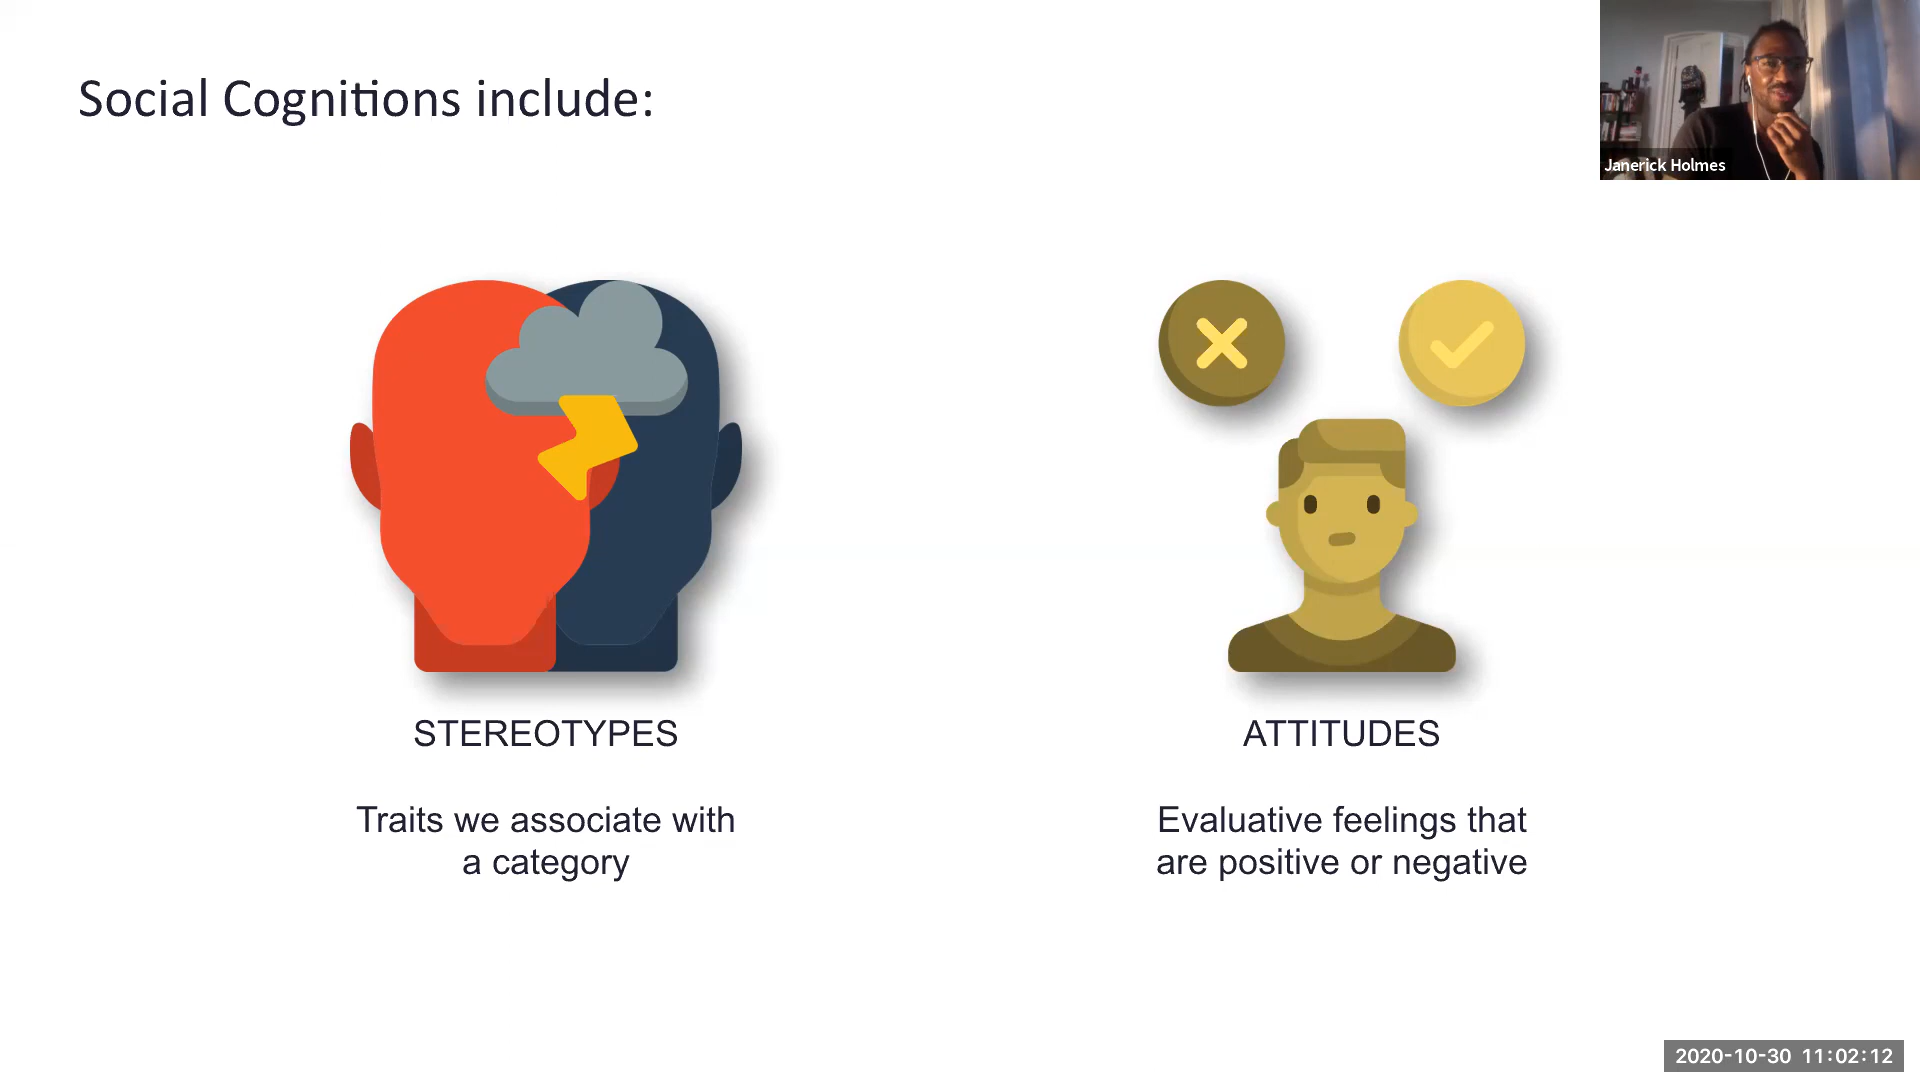 Social Cognitions include:
Janerick Holmes
STEREOTYPES
Traits we associate with
a category
ATTITUDES
Evaluative feelings that
are positive or negative
2020-10-30 11:02:12